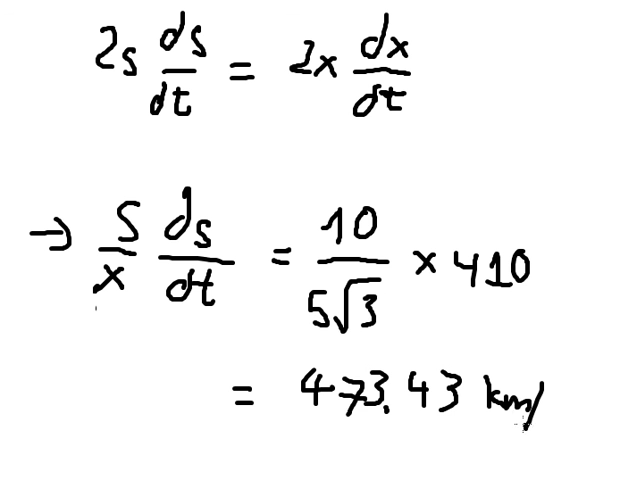 2s ds/dt = 2x dx/dt
→ s/x ds/dt = 10/5√3 × 410
= 473.43 km/